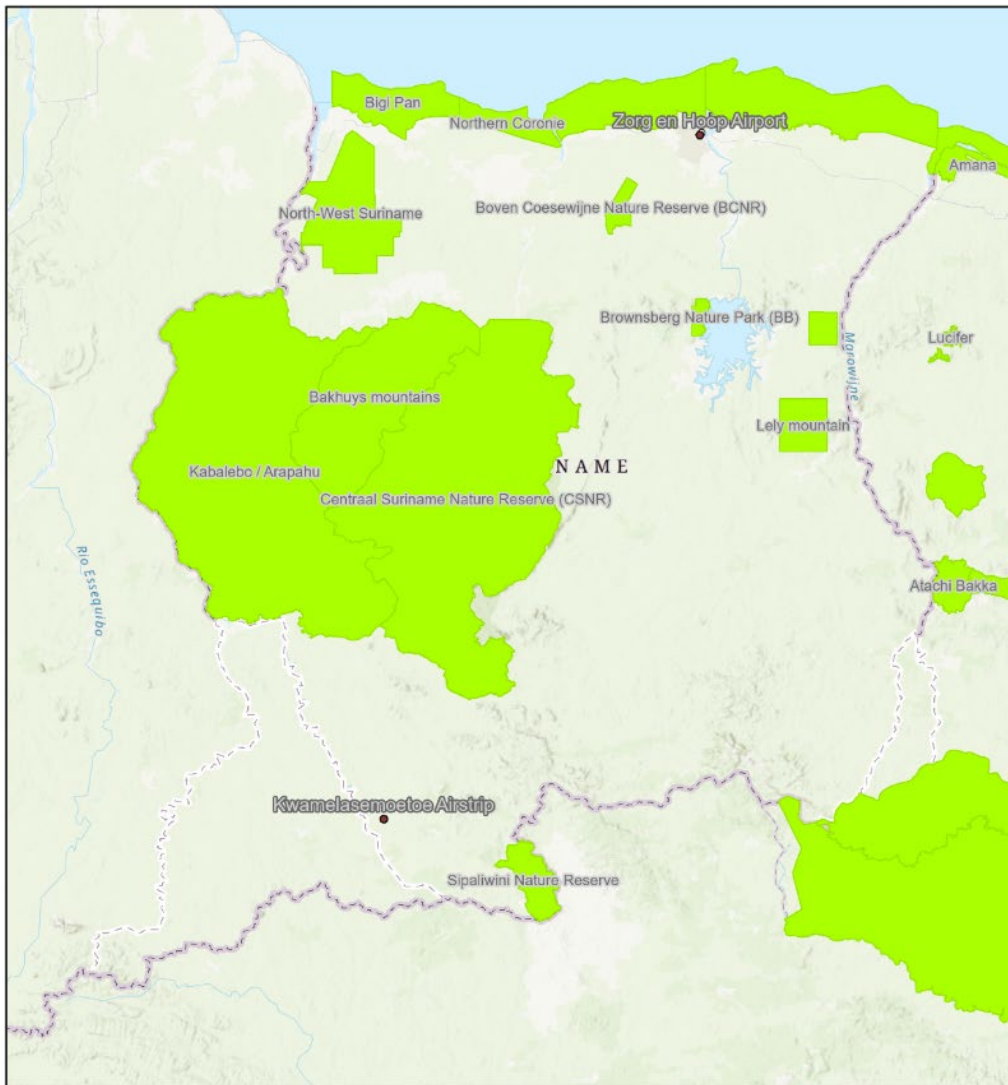 Bigi Pan
Northern Coronie
Zorg en Hoop Airport
Amana
North-West Suriname
Boven Coesewijne Nature Reserve (BCNR)
Brownsberg Nature Park (BB)
Marowijne
Lucifer
Bakhuys mountains
Lely mountain
Kabalebo / Arapahu
NAME
Centraal Suriname Nature Reserve (CSNR)
Rio Essequibo
Atachi Bakka
Kwamelasemoetoe Airstrip
Sipaliwini Nature Reserve